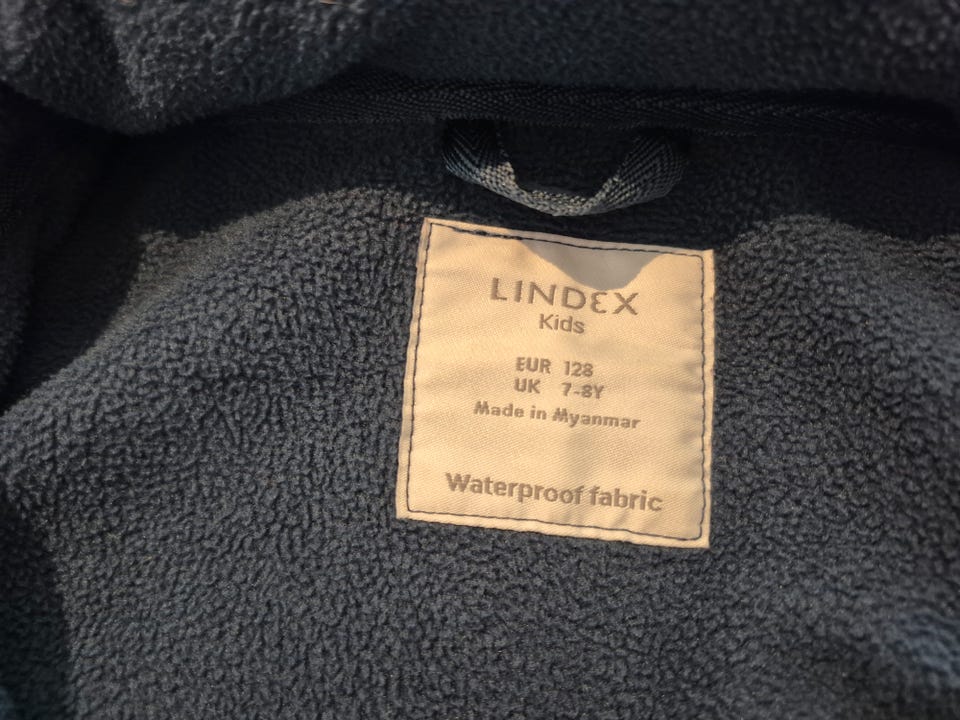 LINDEX
Kids
EUR 128
UK 7-8Y
Made in Myanmar
Waterproof fabric